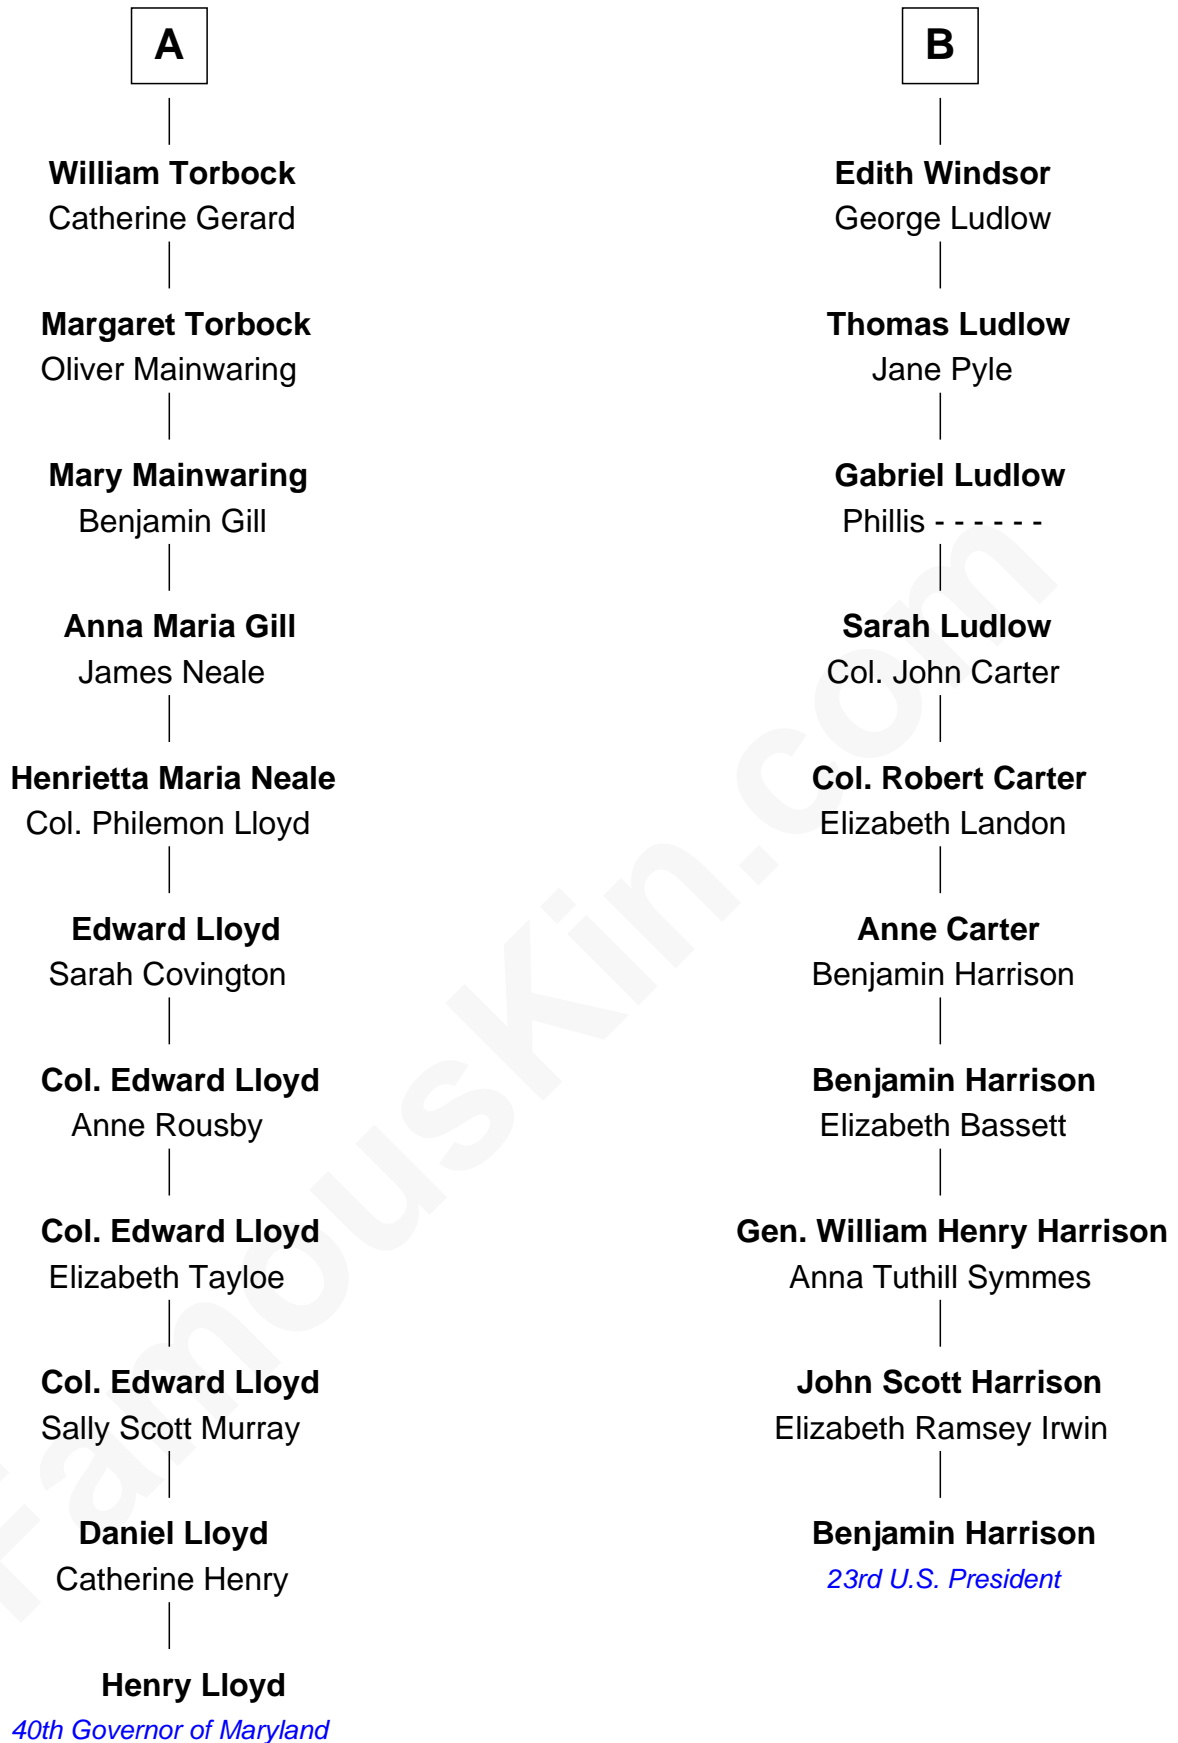 A
William Torbock
Catherine Gerard
Margaret Torbock
Oliver Mainwaring
Mary Mainwaring
Benjamin Gill
Anna Maria Gill
James Neale
Henrietta Maria Neale
Col. Philemon Lloyd
Edward Lloyd
Sarah Covington
Col. Edward Lloyd
Anne Rousby
Col. Edward Lloyd
Elizabeth Tayloe
Col. Edward Lloyd
Sally Scott Murray
Daniel Lloyd
Catherine Henry
Henry Lloyd
40th Governor of Maryland
B
Edith Windsor
George Ludlow
Thomas Ludlow
Jane Pyle
Gabriel Ludlow
Phillis - - - - - -
Sarah Ludlow
Col. John Carter
Col. Robert Carter
Elizabeth Landon
Anne Carter
Benjamin Harrison
Benjamin Harrison
Elizabeth Bassett
Gen. William Henry Harrison
Anna Tuthill Symmes
John Scott Harrison
Elizabeth Ramsey Irwin
Benjamin Harrison
23rd U.S. President
FamousKin.com